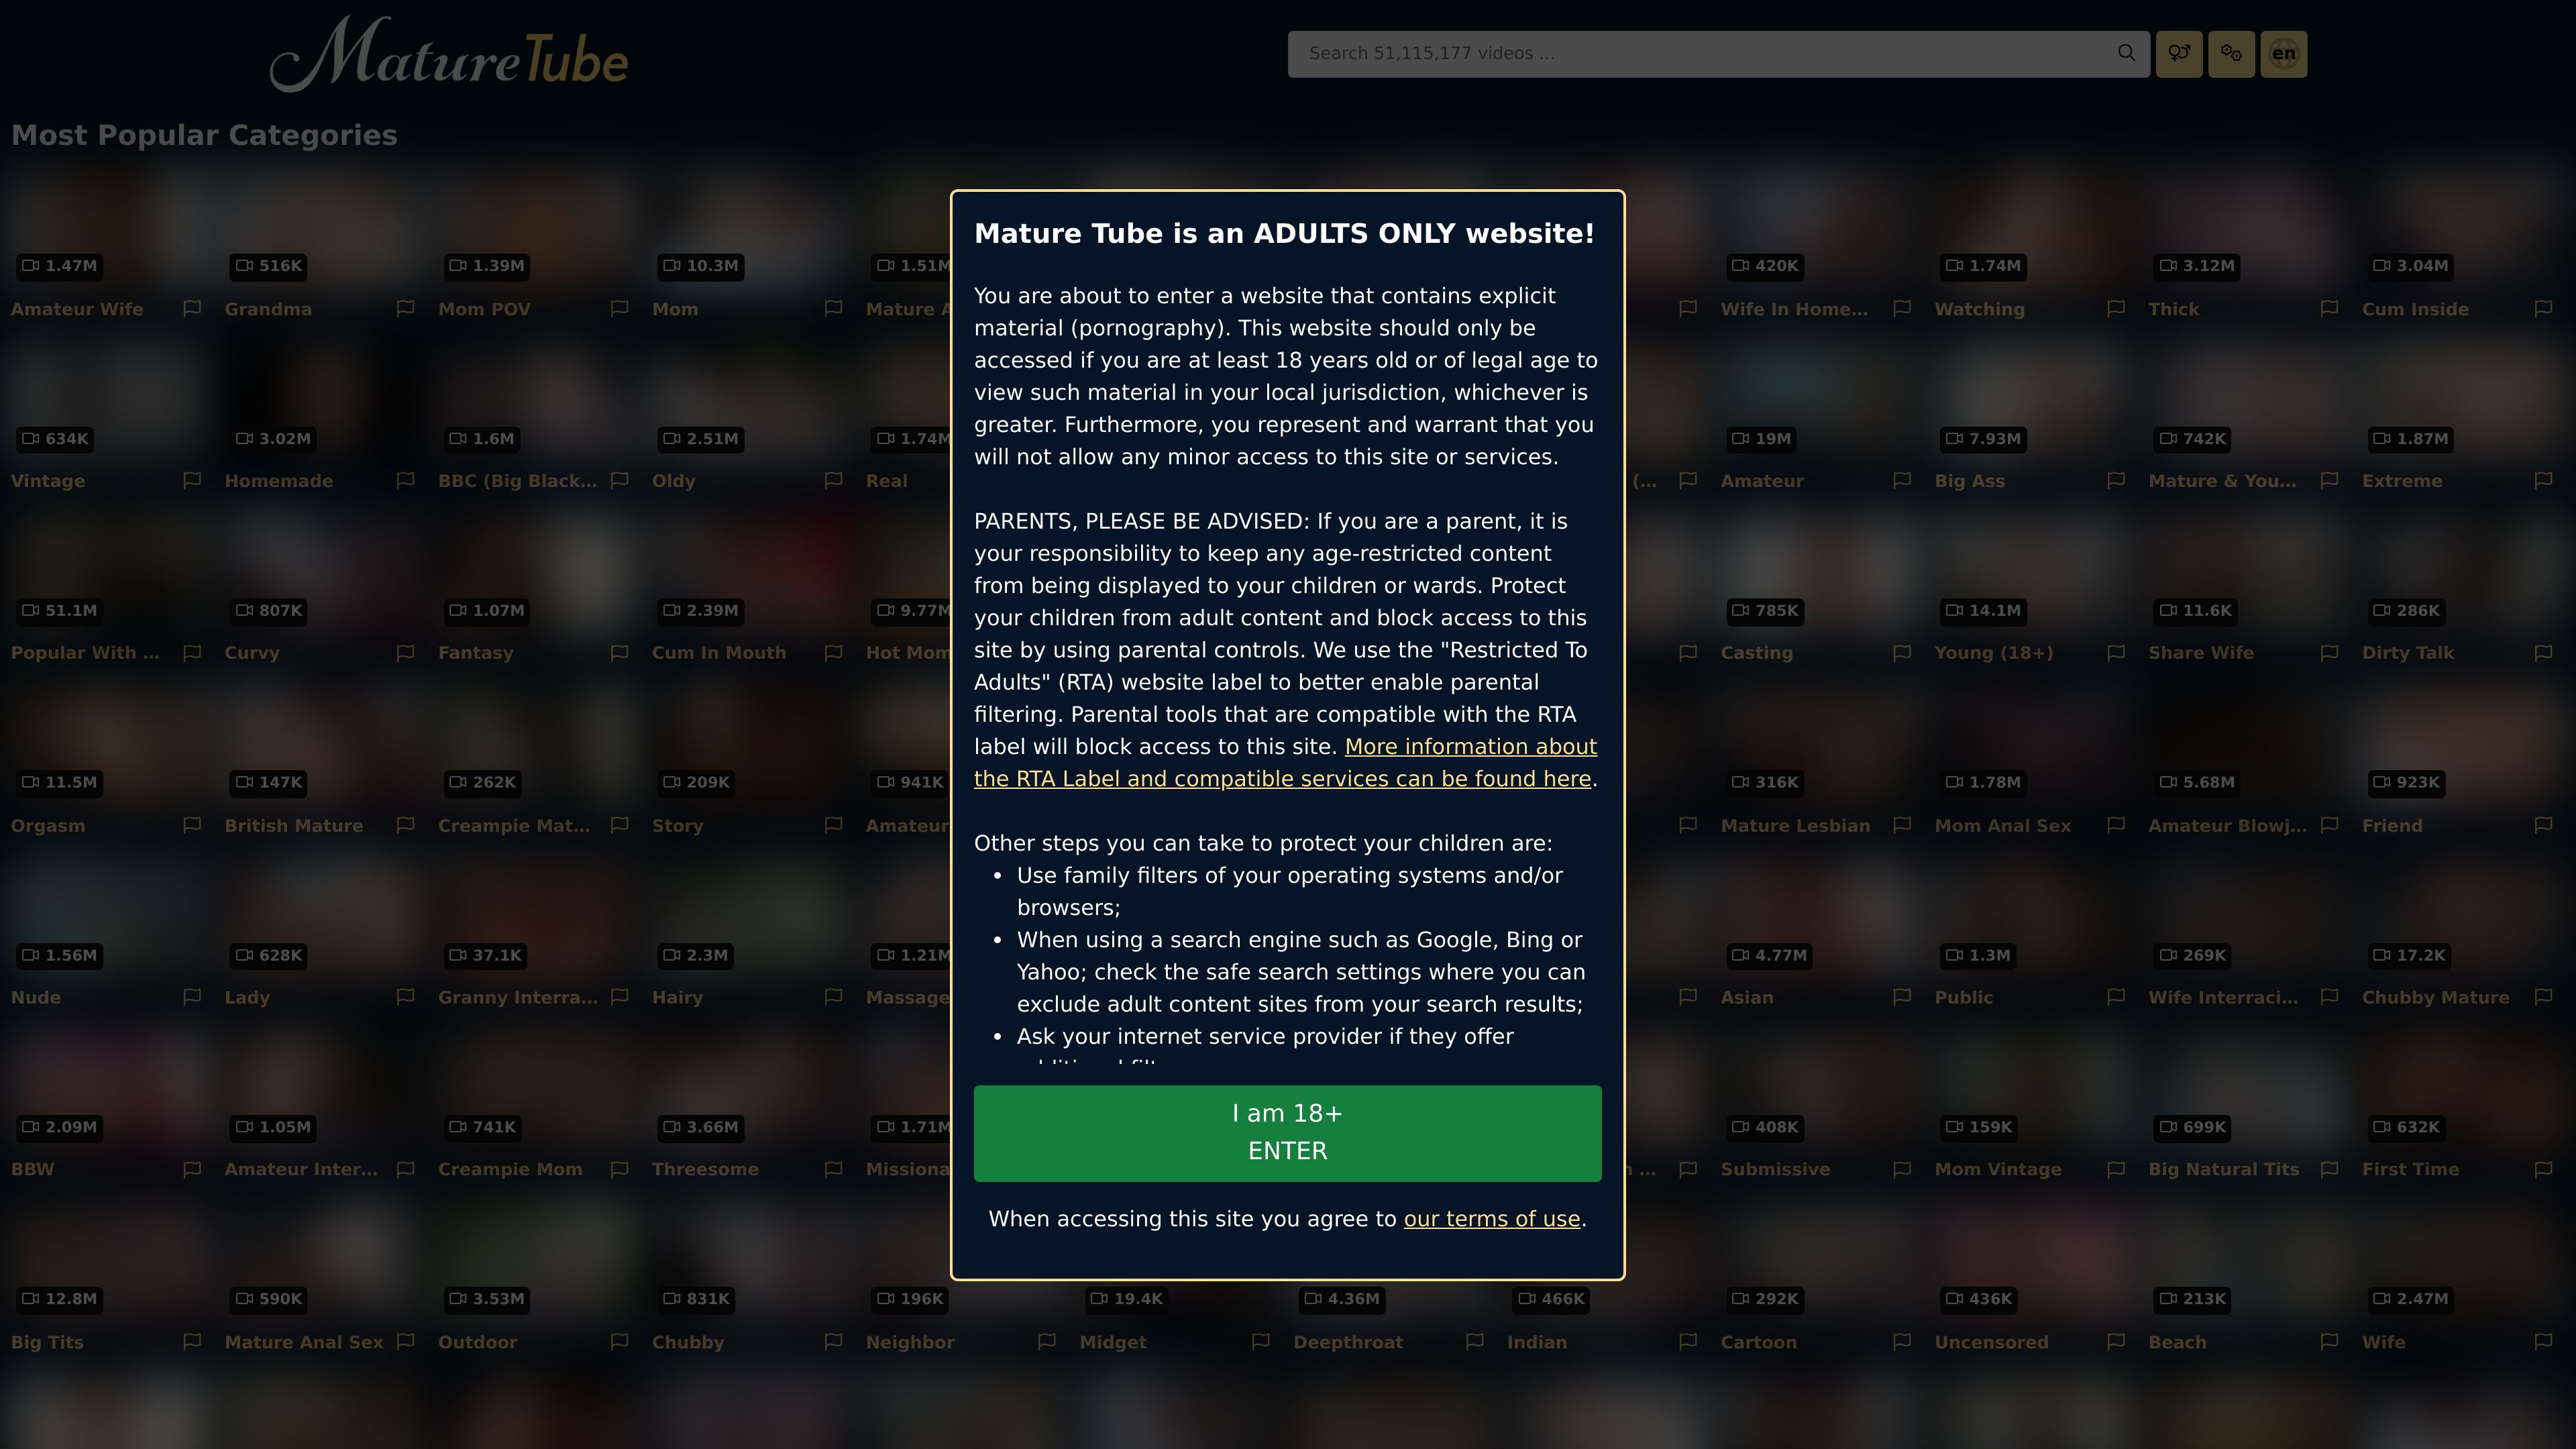 MatureTube
Search 51,115,177 videos ...
en
Most Popular Categories
1.47M 516K 1.39M 10.3M 1.51M 420K 1.74M 3.12M 3.04M
Amateur Wife Grandma Mom POV Mom Mature A Wife In Home... Watching Thick Cum Inside
634K 3.02M 1.6M 2.51M 1.74M 19M 7.93M 742K 1.87M
Vintage Homemade BBC (Big Black... Oldy Real (... Amateur Big Ass Mature & You... Extreme
51.1M 807K 1.07M 2.39M 9.77M 785K 14.1M 11.6K 286K
Popular With ... Curvy Fantasy Cum In Mouth Hot Mom Casting Young (18+) Share Wife Dirty Talk
11.5M 147K 262K 209K 941K 316K 1.78M 5.68M 923K
Orgasm British Mature Creampie Mat... Story Amateur Mature Lesbian Mom Anal Sex Amateur Blowj... Friend
1.56M 628K 37.1K 2.3M 1.21M 4.77M 1.3M 269K 17.2K
Nude Lady Granny Interra... Hairy Massage Asian Public Wife Interraci... Chubby Mature
2.09M 1.05M 741K 3.66M 1.71M 408K 159K 699K 632K
BBW Amateur Inter... Creampie Mom Threesome Missiona ... Submissive Mom Vintage Big Natural Tits First Time
12.8M 590K 3.53M 831K 196K 19.4K 4.36M 466K 292K 436K 213K 2.47M
Big Tits Mature Anal Sex Outdoor Chubby Neighbor Midget Deepthroat Indian Cartoon Uncensored Beach Wife
Mature Tube is an ADULTS ONLY website!
You are about to enter a website that contains explicit
material (pornography). This website should only be
accessed if you are at least 18 years old or of legal age to
view such material in your local jurisdiction, whichever is
greater. Furthermore, you represent and warrant that you
will not allow any minor access to this site or services.
PARENTS, PLEASE BE ADVISED: If you are a parent, it is
your responsibility to keep any age-restricted content
from being displayed to your children or wards. Protect
your children from adult content and block access to this
site by using parental controls. We use the "Restricted To
Adults" (RTA) website label to better enable parental
filtering. Parental tools that are compatible with the RTA
label will block access to this site. More information about
the RTA Label and compatible services can be found here.
Other steps you can take to protect your children are:
• Use family filters of your operating systems and/or
browsers;
• When using a search engine such as Google, Bing or
Yahoo; check the safe search settings where you can
exclude adult content sites from your search results;
• Ask your internet service provider if they offer
I am 18+
ENTER
When accessing this site you agree to our terms of use.